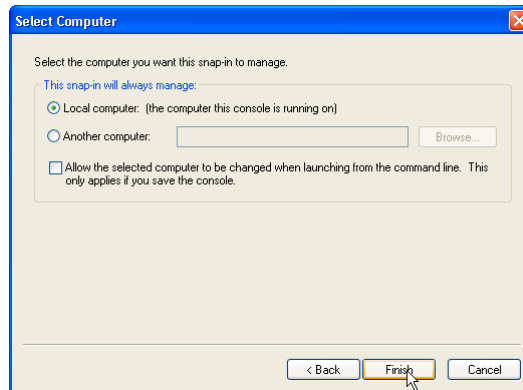 Select Computer
Select the computer you want this snap-in to manage.
This snap-in will always manage:
Local computer: (the computer this console is running on)
Another computer:
Browse...
Allow the selected computer to be changed when launching from the command line. This
only applies if you save the console.
< Back
Finish
Cancel